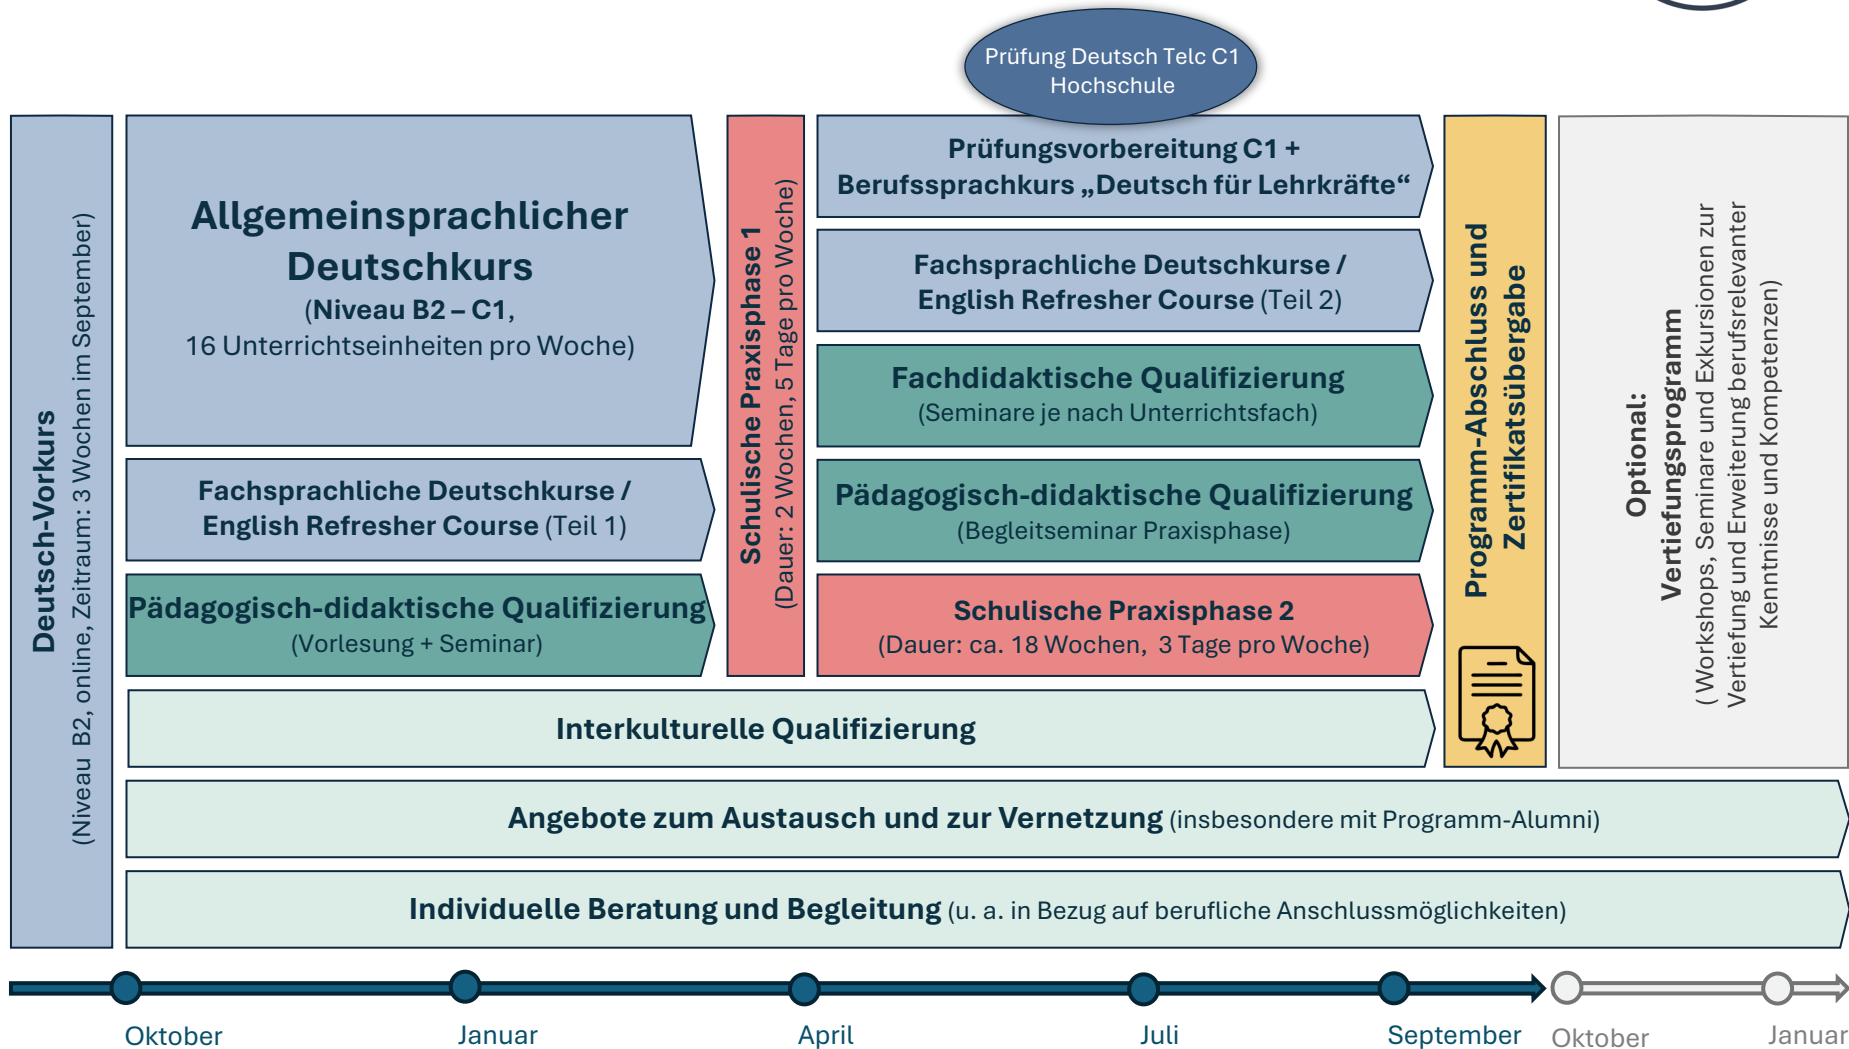 Prüfung Deutsch Telc C1
Hochschule
Deutsch-Vorkurs
(Niveau B2, online, Zeitraum: 3 Wochen im September)
Allgemeinsprachlicher
Deutschkurs
(Niveau B2 – C1,
16 Unterrichtseinheiten pro Woche)
Fachsprachliche Deutschkurse /
English Refresher Course (Teil 1)
Pädagogisch-didaktische Qualifizierung
(Vorlesung + Seminar)
Schulische Praxisphase 1
(Dauer: 2 Wochen, 5 Tage pro Woche)
Prüfungsvorbereitung C1 +
Berufssprachkurs „Deutsch für Lehrkräfte“
Fachsprachliche Deutschkurse /
English Refresher Course (Teil 2)
Fachdidaktische Qualifizierung
(Seminare je nach Unterrichtsfach)
Pädagogisch-didaktische Qualifizierung
(Begleitseminar Praxisphase)
Schulische Praxisphase 2
(Dauer: ca. 18 Wochen, 3 Tage pro Woche)
Programm-Abschluss und
Zertifikatsübergabe
Optional:
Vertiefungsprogramm
( Workshops, Seminare und Exkursionen zur
Vertiefung und Erweiterung berufsrelevanter
Kenntnisse und Kompetenzen)
Interkulturelle Qualifizierung
Angebote zum Austausch und zur Vernetzung (insbesondere mit Programm-Alumni)
Individuelle Beratung und Begleitung (u. a. in Bezug auf berufliche Anschlussmöglichkeiten)
Oktober Januar April Juli September Oktober Januar